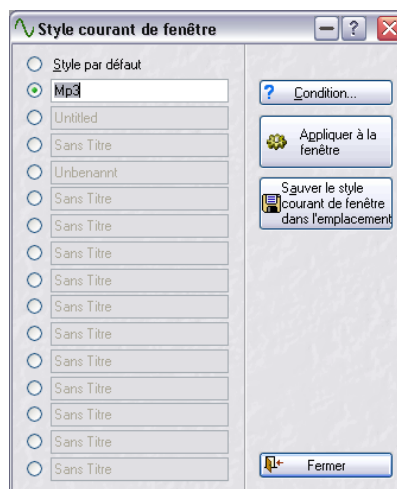 Style courant de fenêtre
Style par défaut
Mp3
Untitled
Sans Titre
Unbenannt
Sans Titre
Sans Titre
Sans Titre
Sans Titre
Sans Titre
Sans Titre
Sans Titre
Sans Titre
Sans Titre
Sans Titre
Sans Titre
? Condition...
Appliquer à la
fenêtre
Sauver le style
courant de fenêtre
dans l'emplacement
Fermer